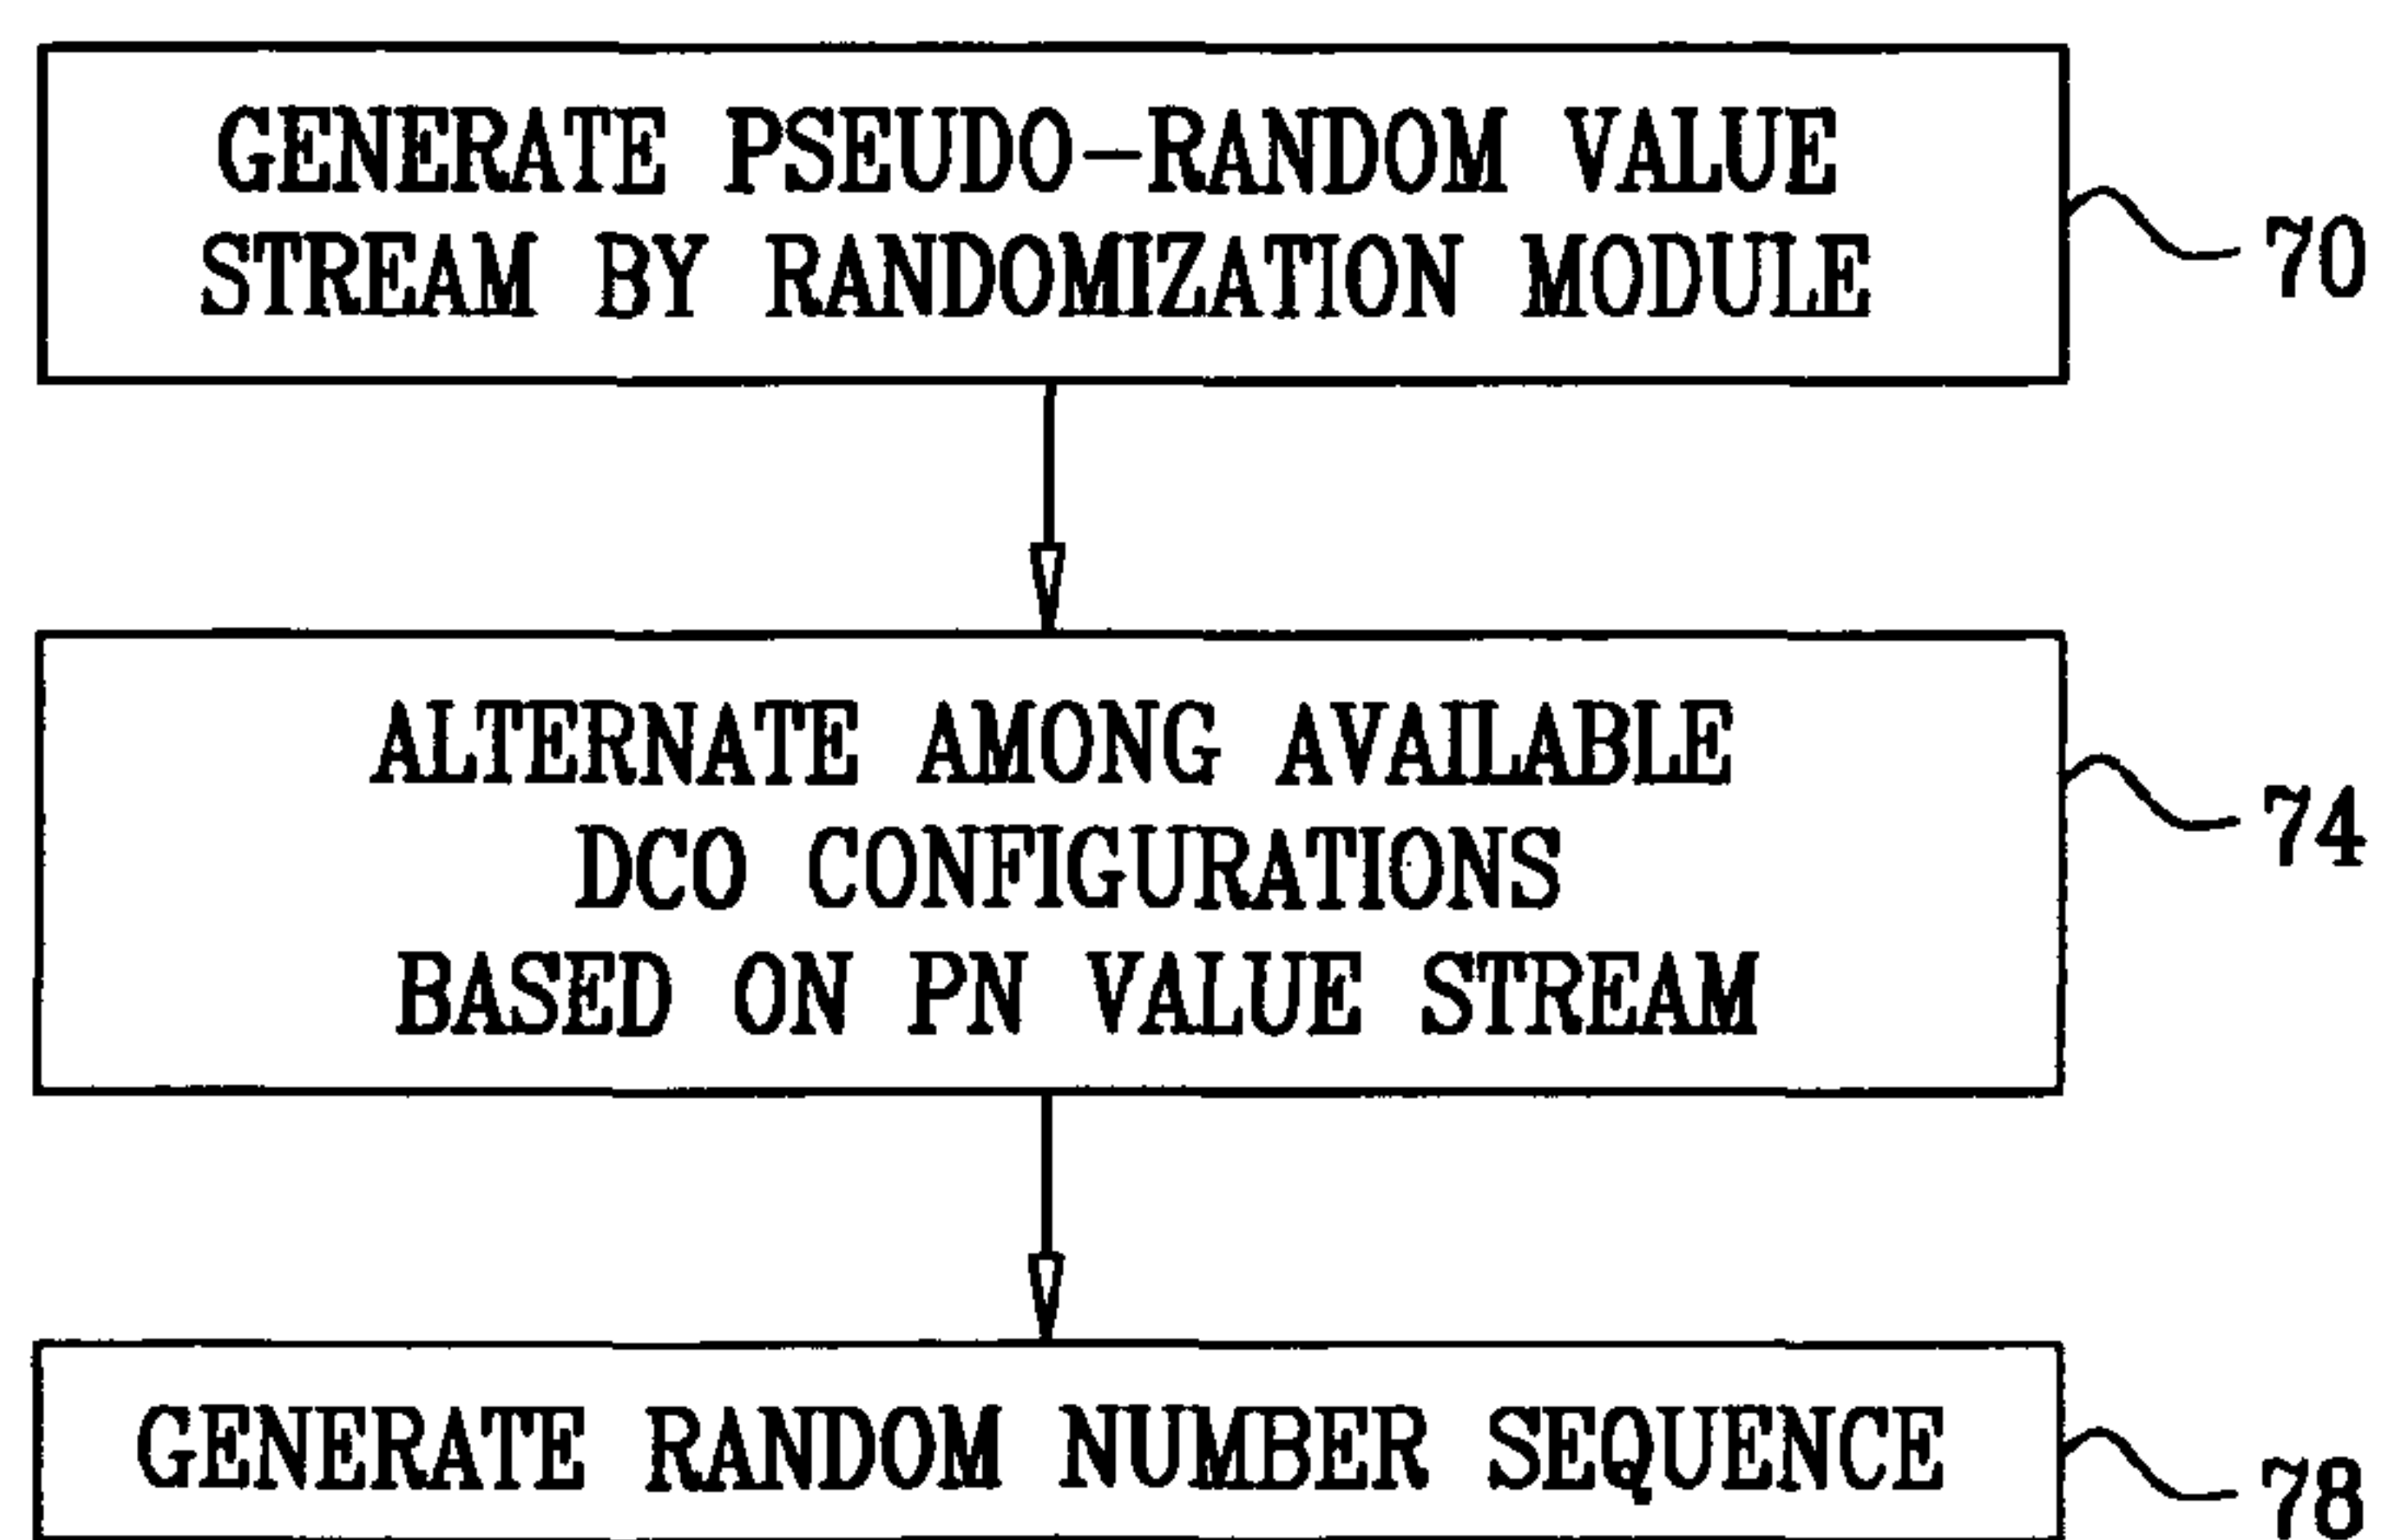 GENERATE PSEUDO-RANDOM VALUE
STREAM BY RANDOMIZATION MODULE
70
ALTERNATE AMONG AVAILABLE
DCO CONFIGURATIONS
BASED ON PN VALUE STREAM
74
GENERATE RANDOM NUMBER SEQUENCE
78